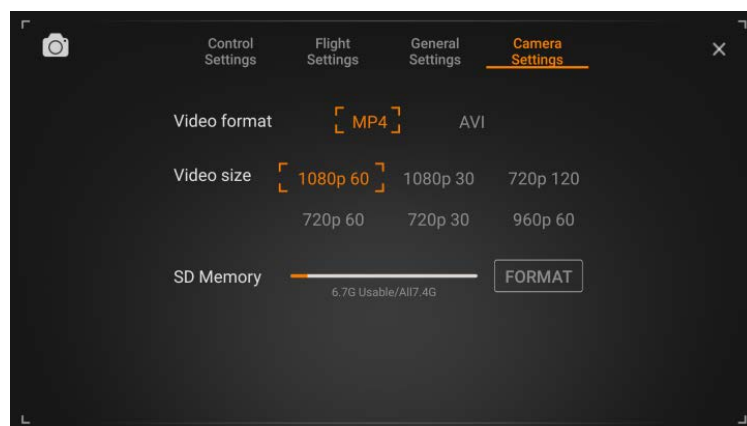 Control Settings
Flight Settings
General Settings
Camera Settings
Video format MP4 AVI
Video size 1080p 60 1080p 30 720p 120
720p 60 720p 30 960p 60
SD Memory FORMAT
6.7G Usable/All7.4G